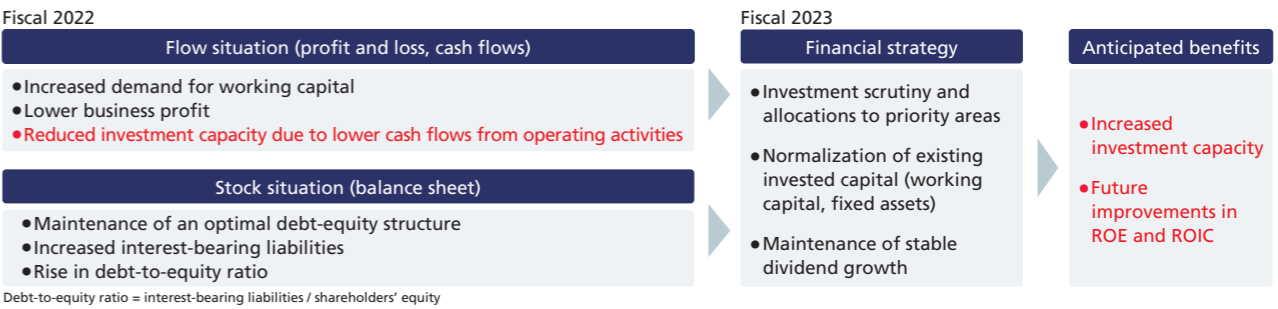 Fiscal 2022
Flow situation (profit and loss, cash flows)
●Increased demand for working capital
●Lower business profit
●Reduced investment capacity due to lower cash flows from operating activities
Stock situation (balance sheet)
●Maintenance of an optimal debt-equity structure
●Increased interest-bearing liabilities
●Rise in debt-to-equity ratio
Debt-to-equity ratio = interest-bearing liabilities / shareholders’ equity
Fiscal 2023
Financial strategy
●Investment scrutiny and
allocations to priority areas
●Normalization of existing
invested capital (working
capital, fixed assets)
●Maintenance of stable
dividend growth
Anticipated benefits
●Increased
investment capacity
●Future
improvements in
ROE and ROIC